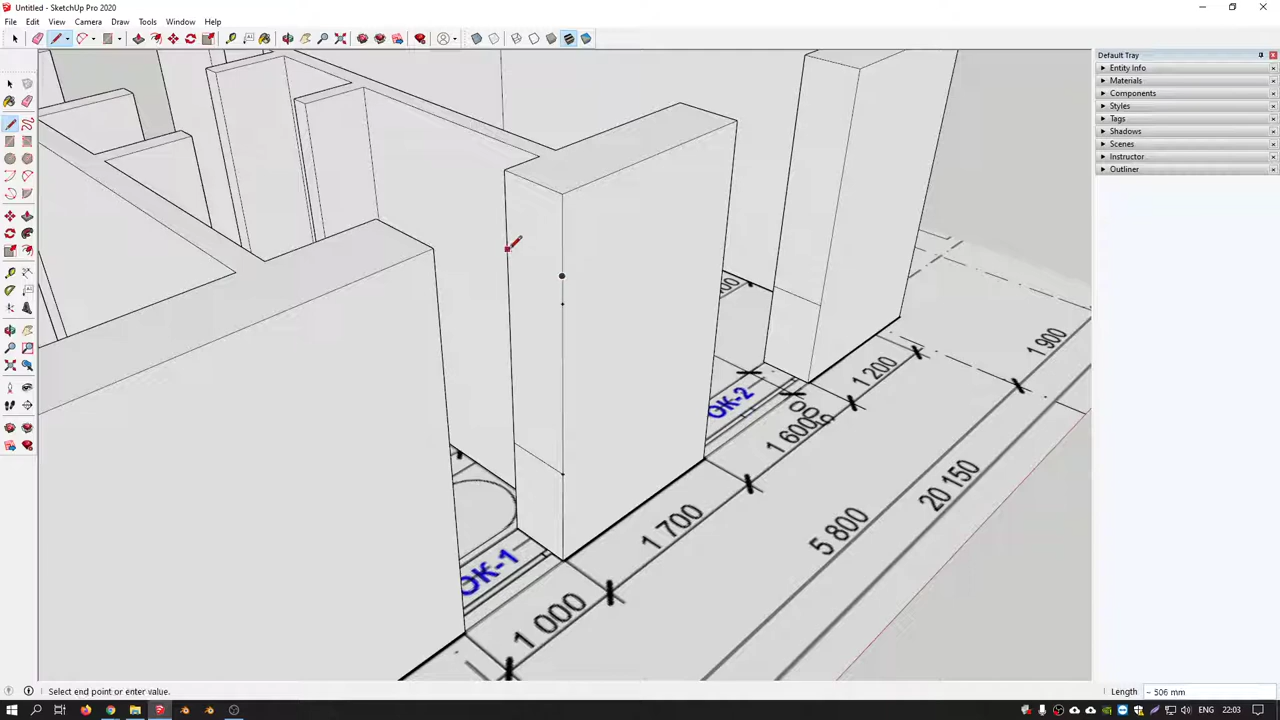 Untitled - SketchUp Pro 2020
File Edit View Camera Draw Tools Window Help
Default Tray
Entity Info
Materials
Components
Styles
Tags
Shadows
Scenes
Instructor
Outliner
1 900
1 200
ОК-2
1 600
20 150
5 800
1 700
ОК-1
1 000
Select end point or enter value.
Length ~ 506 mm
ENG 22:03